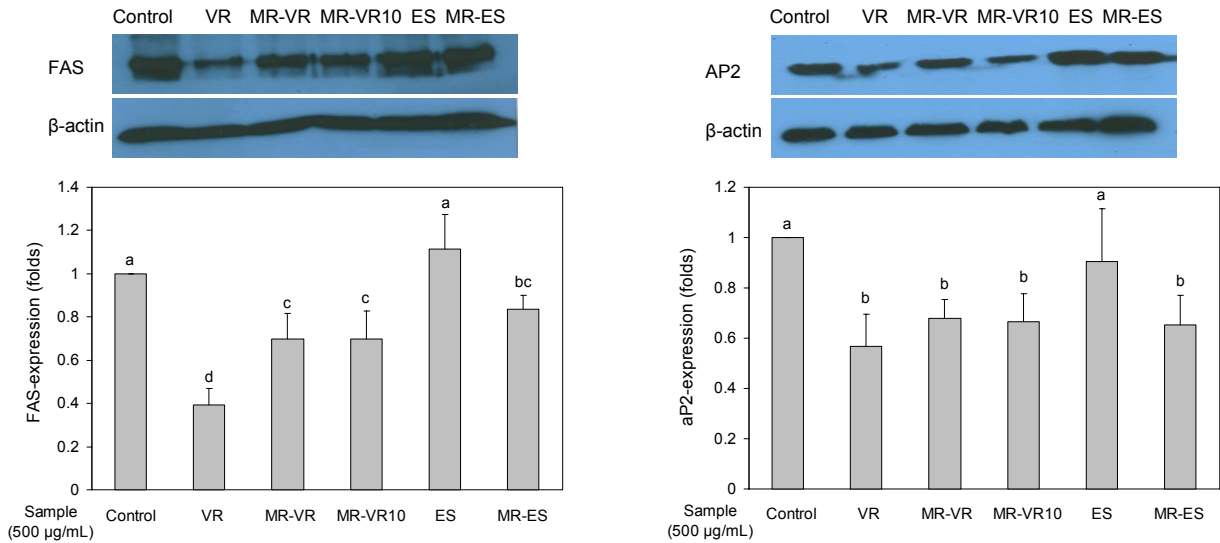 Control VR MR-VR MR-VR10 ES MR-ES
FAS
β-actin
1.4
1.2
1
0.8
0.6
0.4
0.2
0
FAS-expression (folds)
a
d
c
c
a
bc
Sample
(500 µg/mL)
Control VR MR-VR MR-VR10 ES MR-ES
Control VR MR-VR MR-VR10 ES MR-ES
AP2
β-actin
1.2
1
0.8
0.6
0.4
0.2
0
aP2-expression (folds)
a
b
b
b
a
b
Sample
(500 µg/mL)
Control VR MR-VR MR-VR10 ES MR-ES